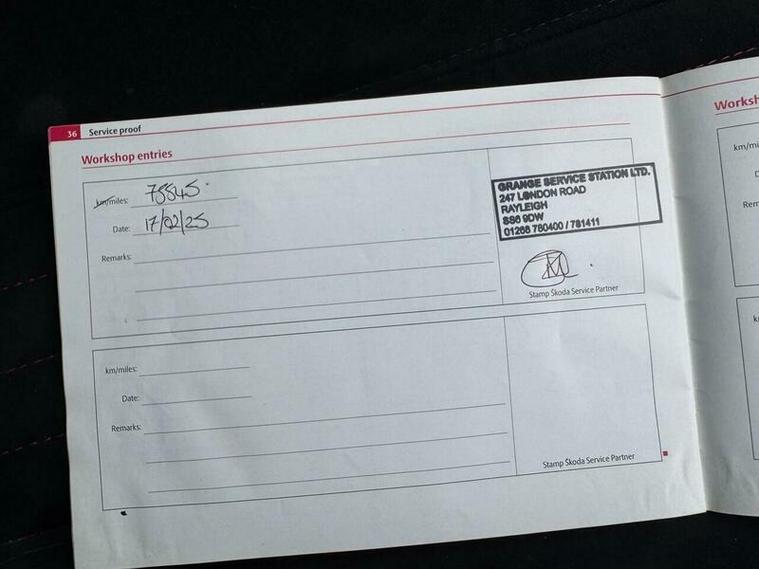 36 Service proof
Workshop entries
km/miles: 75545
Date: 17/02/25
Remarks:
GRANGE SERVICE STATION LTD.
247 LONDON ROAD
RAYLEIGH
SS6 9DW
01268 780400 / 781411
Stamp Škoda Service Partner
km/miles:
Date:
Remarks:
Stamp Škoda Service Partner
km/mi
Rem